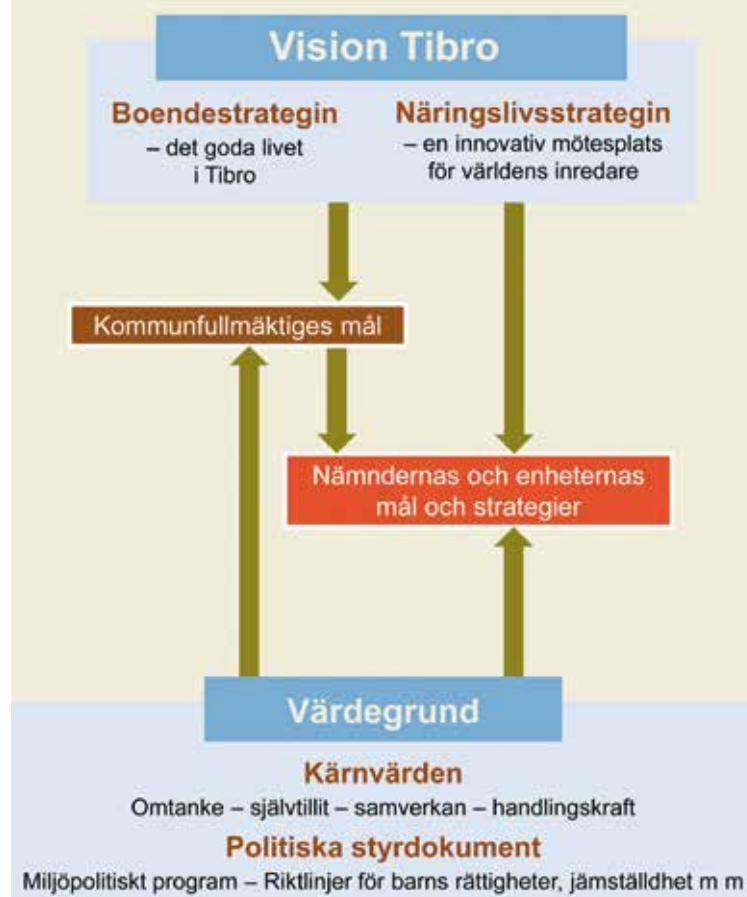 Vision Tibro
Boendestrategin
– det goda livet
i Tibro
Näringslivsstrategin
– en innovativ mötesplats
för världens inredare
Kommunfullmäktiges mål
Nämndernas och enheternas
mål och strategier
Värdegrund
Kärnvärden
Omtanke – självtillit – samverkan – handlingskraft
Politiska styrdokument
Miljöpolitiskt program – Riktlinjer för barns rättigheter, jämställdhet m m